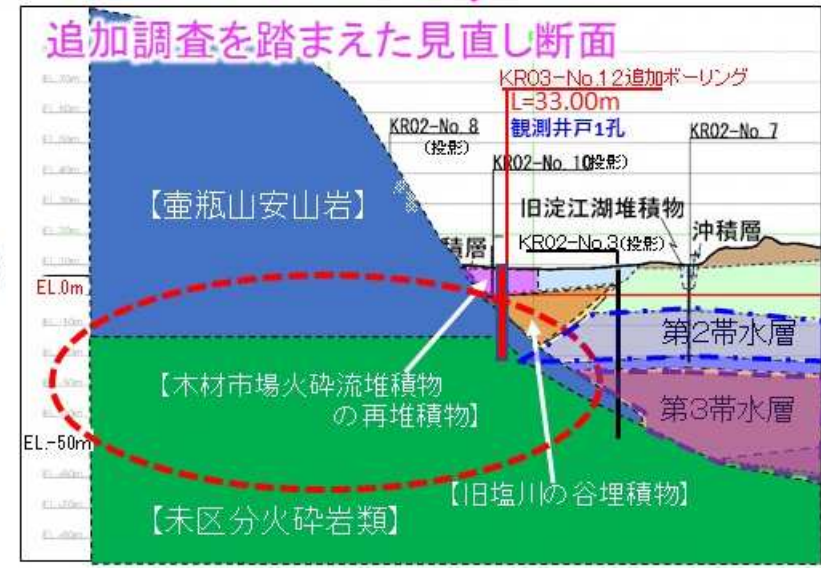 追加調査を踏まえた見直し断面
KR03-No.12追加ボーリング
L=33.00m
観測井戸1孔
KR02-No.8
(投影)
KR02-No.7
KR02-No.10(投影)
【壷瓶山安山岩】
旧淀江湖堆積物
積層
KR02-No.3(投影)
沖積層
EL.0m
第2帯水層
【木材市場火砕流堆積物
の再堆積物】
第3帯水層
EL.-50m
【旧塩川の谷埋積物】
【未区分火砕岩類】